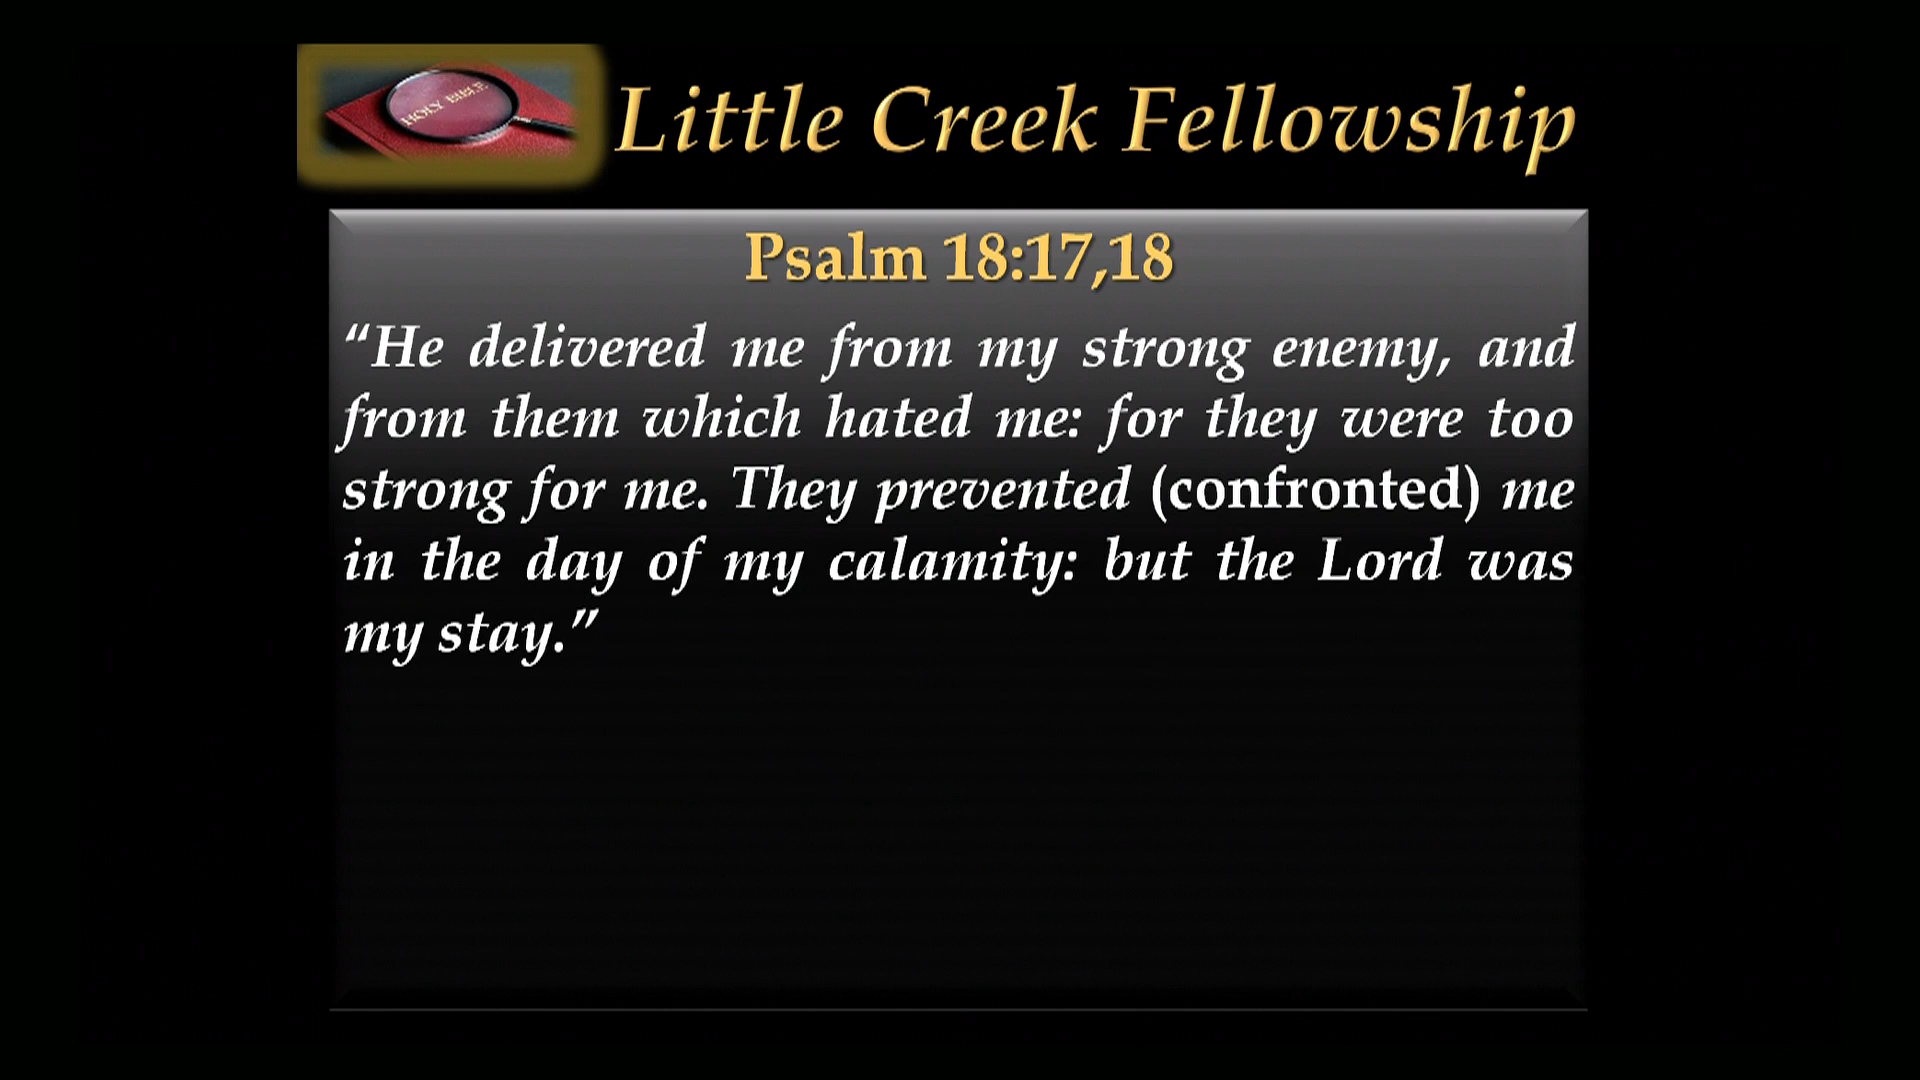 HOLY BIBLE
Little Creek Fellowship
Psalm 18:17,18
“He delivered me from my strong enemy, and
from them which hated me: for they were too
strong for me. They prevented (confronted) me
in the day of my calamity: but the Lord was
my stay.”